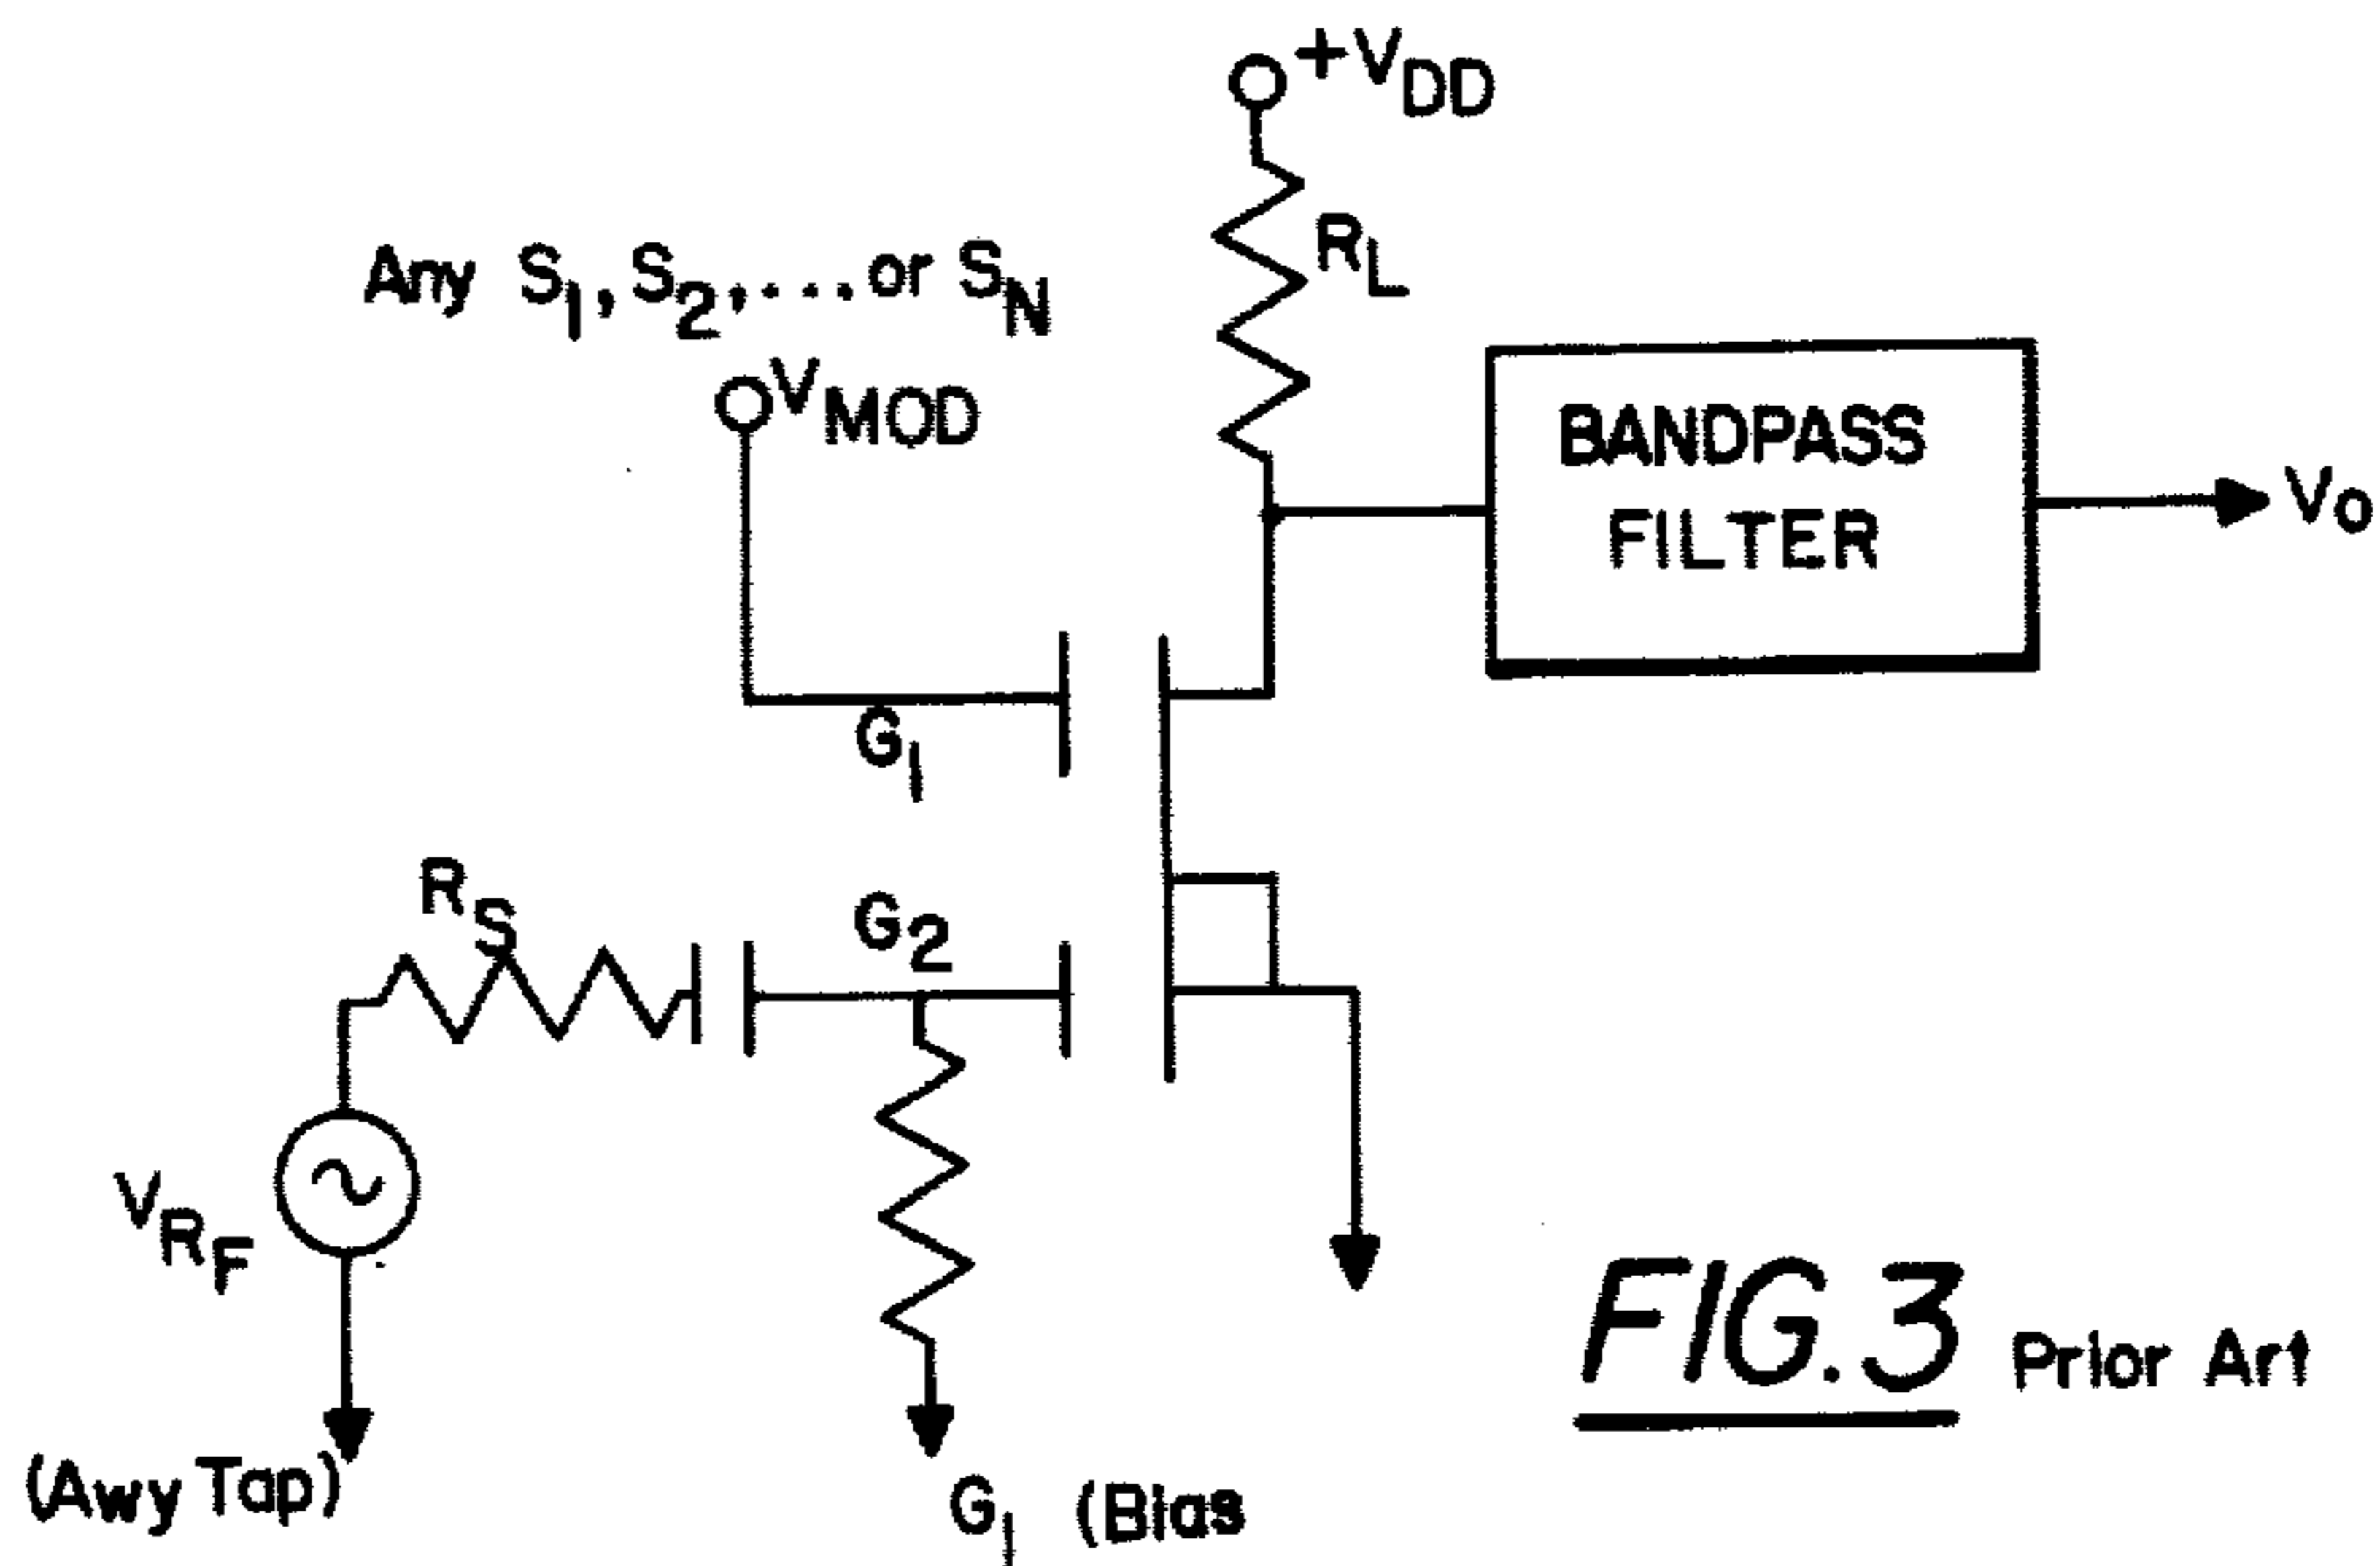 +VDD
RL
Any S1, S2, ... or SN
VMOD
BANDPASS
FILTER
VO
G1
RS
G2
VRF
(Awy Tap)
G1 (Bias
FIG. 3 Prior Art